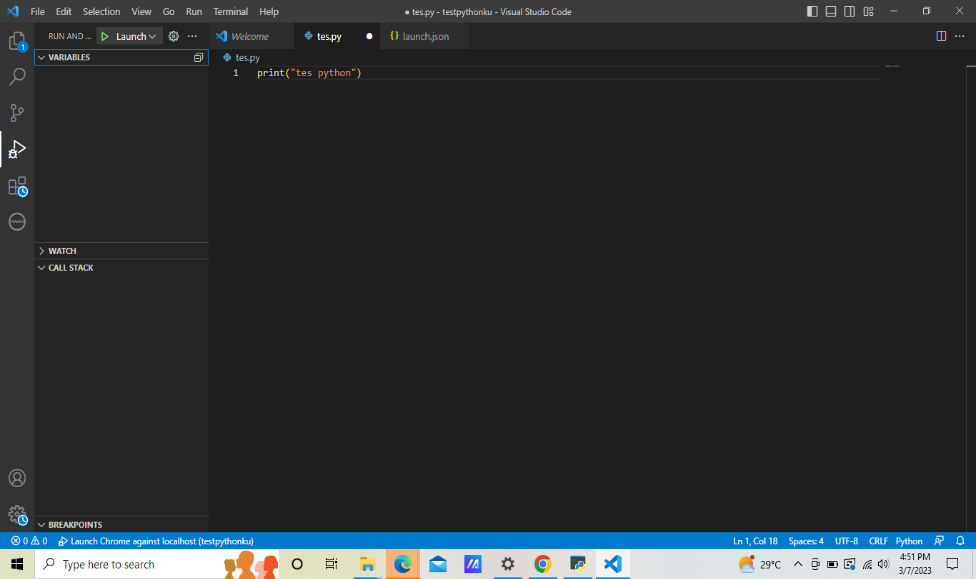 File Edit Selection View Go Run Terminal Help ● tes.py - testpythonku - Visual Studio Code
RUN AND ... Launch ...
Welcome tes.py ● {} launch.json ...
1
VARIABLES
tes.py
1 print("tes python")
WATCH
CALL STACK
BREAKPOINTS
0 0 Launch Chrome against localhost (testpythonku) Ln 1, Col 18 Spaces: 4 UTF-8 CRLF Python
Type here to search 29°C 4:51 PM
3/7/2023